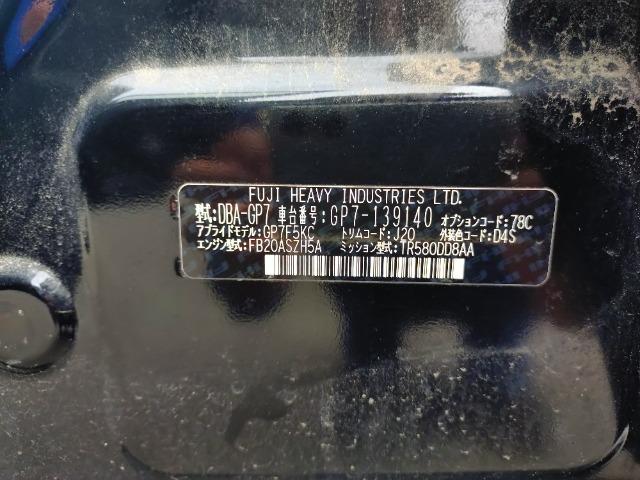 FUJI HEAVY INDUSTRIES LTD.
型式:DBA-GP7 車台番号:GP7-139140 オプションコード:78C
アプライドモデル:GP7F5KC トリムコード:J20 外装色コード:D4S
エンジン型式:FB20ASZH5A ミッション型式:TR580DD8AA